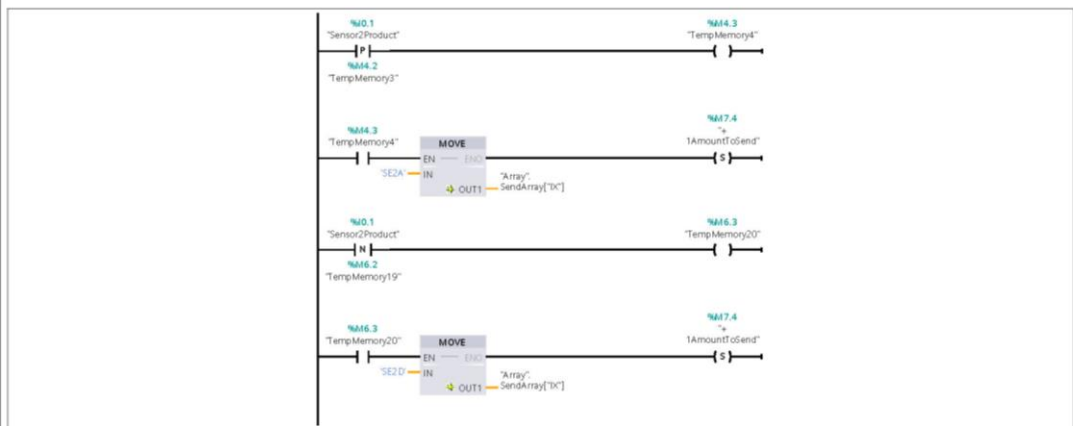 %I0.1
%M4.3
"Sensor2Product"
"TempMemory4"
P
%M4.2
"TempMemory3"
%M7.4
%M4.3
"+
"TempMemory4"
MOVE
1AmountToSend"
EN
ENO
S
'SE2A'
IN
"Array".
OUT1
SendArray["IX"]
%I0.1
%M6.3
"Sensor2Product"
"TempMemory20"
N
%M6.2
"TempMemory19"
%M7.4
%M6.3
"+
"TempMemory20"
MOVE
1AmountToSend"
EN
ENO
S
'SE2D'
IN
"Array".
OUT1
SendArray["IX"]